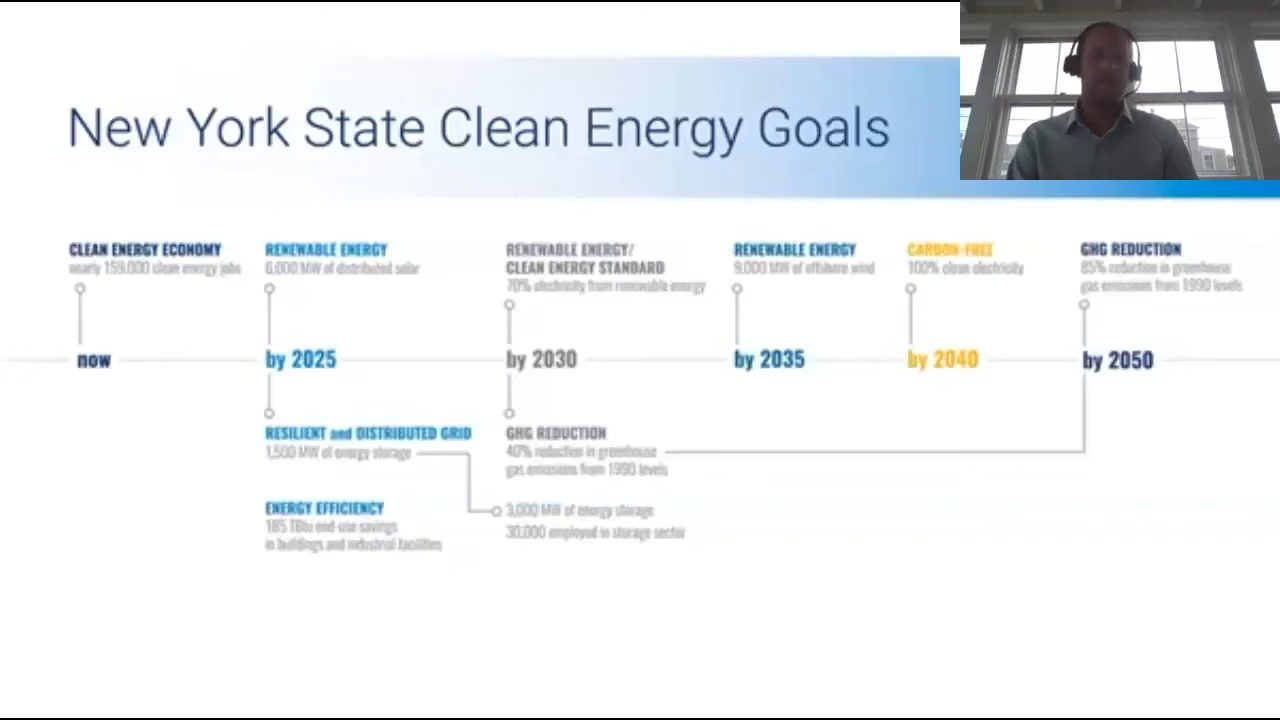 New York State Clean Energy Goals
CLEAN ENERGY ECONOMY
nearly 159,000 clean energy jobs
RENEWABLE ENERGY
6,000 MW of distributed solar
RENEWABLE ENERGY/
CLEAN ENERGY STANDARD
70% electricity from renewable energy
RENEWABLE ENERGY
9,000 MW of offshore wind
CARBON-FREE
100% clean electricity
GHG REDUCTION
85% reduction in greenhouse
gas emissions from 1990 levels
now
by 2025
by 2030
by 2035
by 2040
by 2050
RESILIENT and DISTRIBUTED GRID
1,500 MW of energy storage
GHG REDUCTION
40% reduction in greenhouse
gas emissions from 1990 levels
ENERGY EFFICIENCY
185 TBtu end-use savings
in buildings and industrial facilities
3,000 MW of energy storage
30,000 employed in storage sector